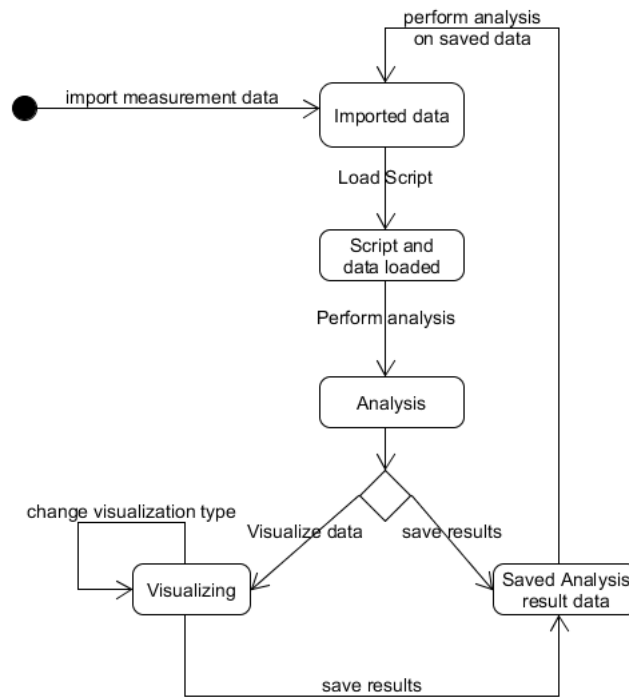 perform analysis
on saved data
import measurement data
Imported data
Load Script
Script and
data loaded
Perform analysis
Analysis
change visualization type
Visualize data
save results
Visualizing
Saved Analysis
result data
save results